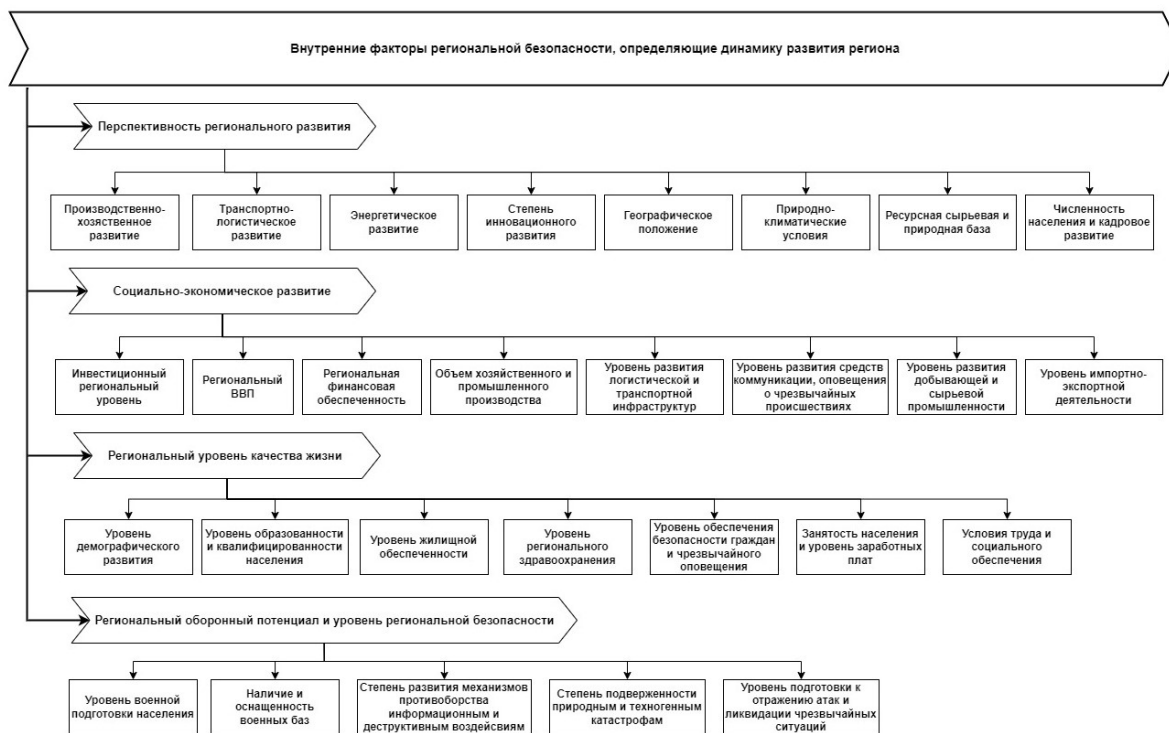 Внутренние факторы региональной безопасности, определяющие динамику развития региона
Перспективность регионального развития
Производственно-
хозяственное
развитие
Транспортно-
логистическое
развитие
Энергетическое
развитие
Степень
инновационного
развития
Географическое
положение
Природно-
климатические
условия
Ресурсная сырьевая и
природная база
Численность
населения и кадровое
развитие
Социально-экономическое развитие
Инвестиционный
региональный
уровень
Региональный
ВВП
Региональная
финансовая
обеспеченность
Объем хозяйственного и
промышленного
производства
Уровень развития
логистической и
транспортной
инфраструктур
Уровень развития средств
коммуникации, оповещения
о чрезвычайных
происшествиях
Уровень развития
добывающей и
сырьевой
промышленности
Уровень импортно-
экспортной
деятельности
Региональный уровень качества жизни
Уровень
демографического
развития
Уровень образованности
и квалифицированности
населения
Уровень жилищной
обеспеченности
Уровень
регионального
здравоохранения
Уровень обеспечения
безопасности граждан
и чрезвычайного
оповещения
Занятость населения
и уровень заработных
плат
Условия труда и
социального
обеспечения
Региональный оборонный потенциал и уровень региональной безопасности
Уровень военной
подготовки населения
Наличие и
оснащенность
военных баз
Степень развития механизмов
противоборства
информационным и
деструктивным воздейсвиям
Степень подверженности
природным и техногенным
катастрофам
Уровень подготовки к
отражению атак и
ликвидации чрезвычайных
ситуаций